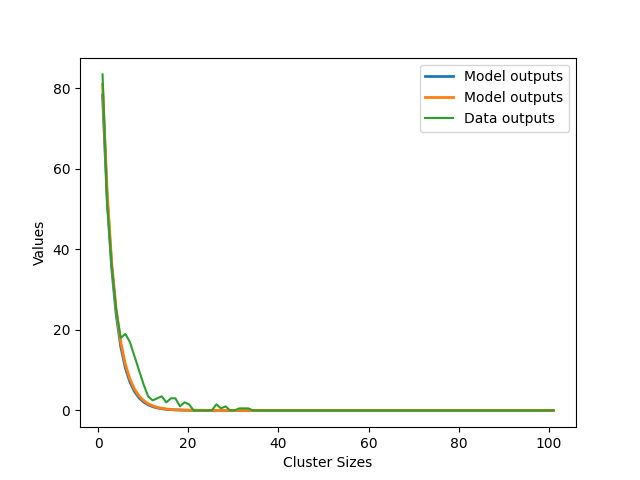 Model outputs
Model outputs
Data outputs
80
60
40
20
0
Values
0 20 40 60 80 100
Cluster Sizes